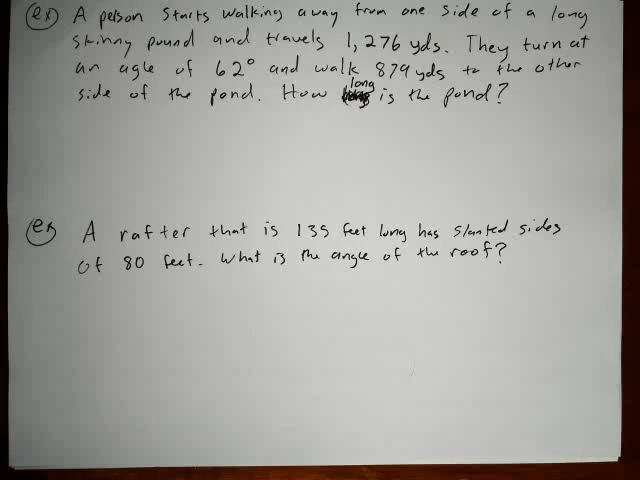 ex) A person starts walking away from one side of a long
skinny pound and travels 1,276 yds. They turn at
an agle of 62° and walk 879 yds to the other
side of the pond. How long is the pond?
ex) A rafter that is 135 feet long has slanted sides
of 80 feet. What is the angle of the roof?